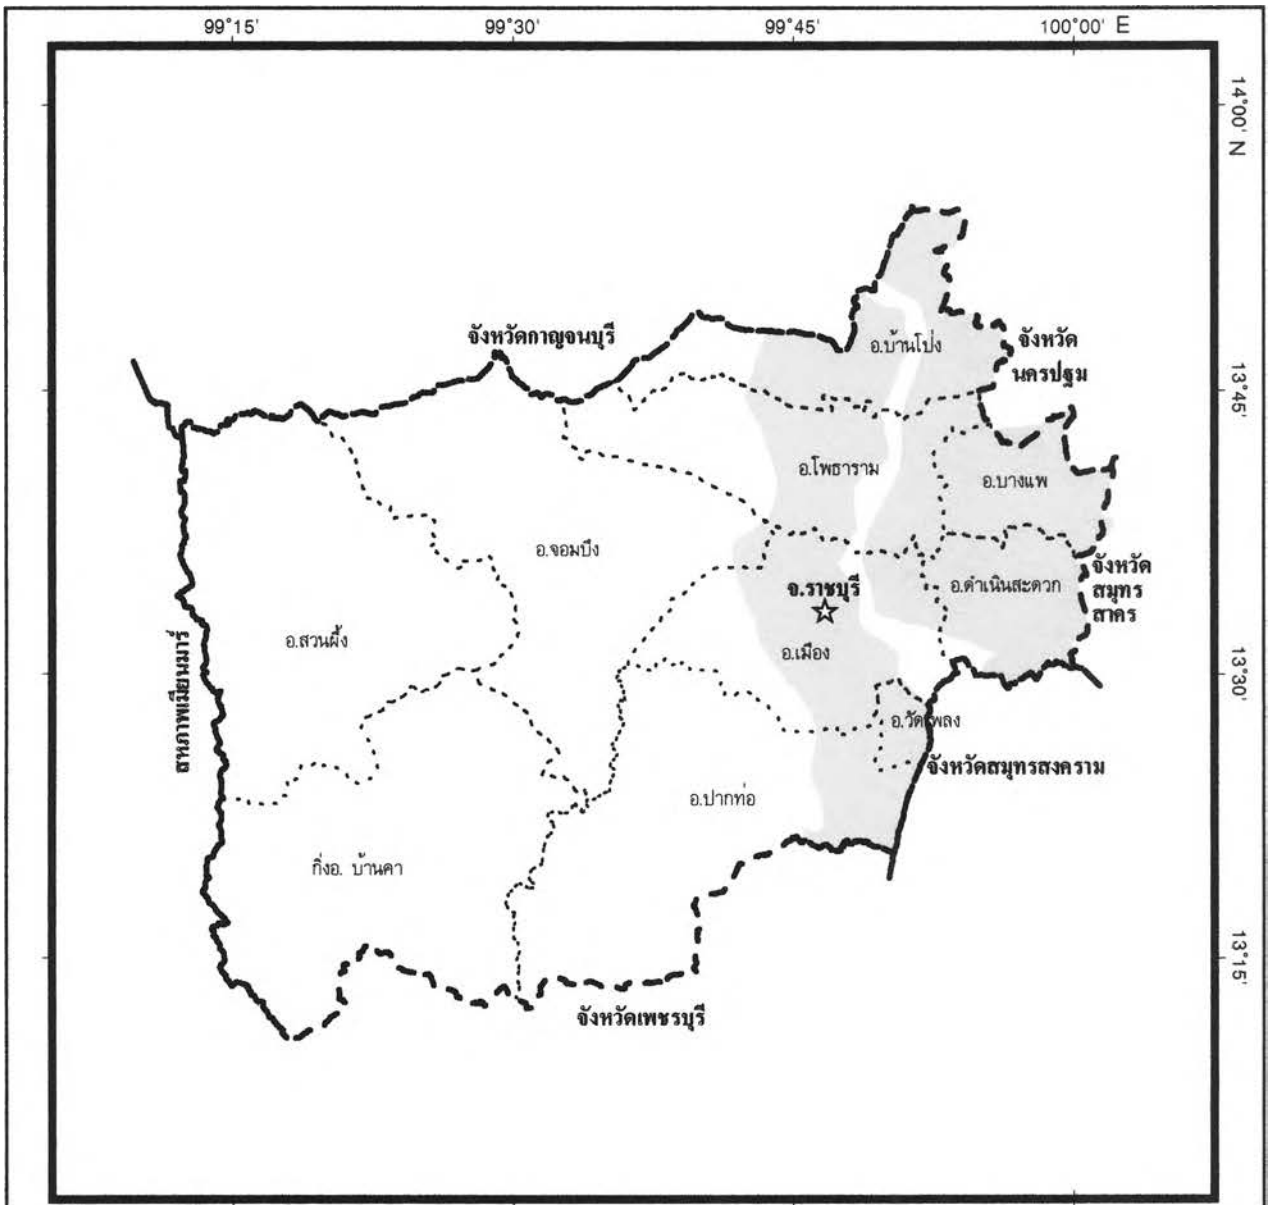 99°15'
99°30'
99°45'
100°00' E
14°00' N
จังหวัดกาญจนบุรี
อ.บ้านโป่ง
จังหวัด
นครปฐม
13°45'
อ.โพธาราม
อ.บางแพ
อ.จอมบึง
จ.ราชบุรี
อ.ดำเนินสะดวก
จังหวัด
สมุทร
สาคร
อ.สวนผึ้ง
อ.เมือง
สหภาพเมียนมาร์
13°30'
อ.วัดเพลง
จังหวัดสมุทรสงคราม
อ.ปากท่อ
กิ่งอ. บ้านคา
13°15'
จังหวัดเพชรบุรี